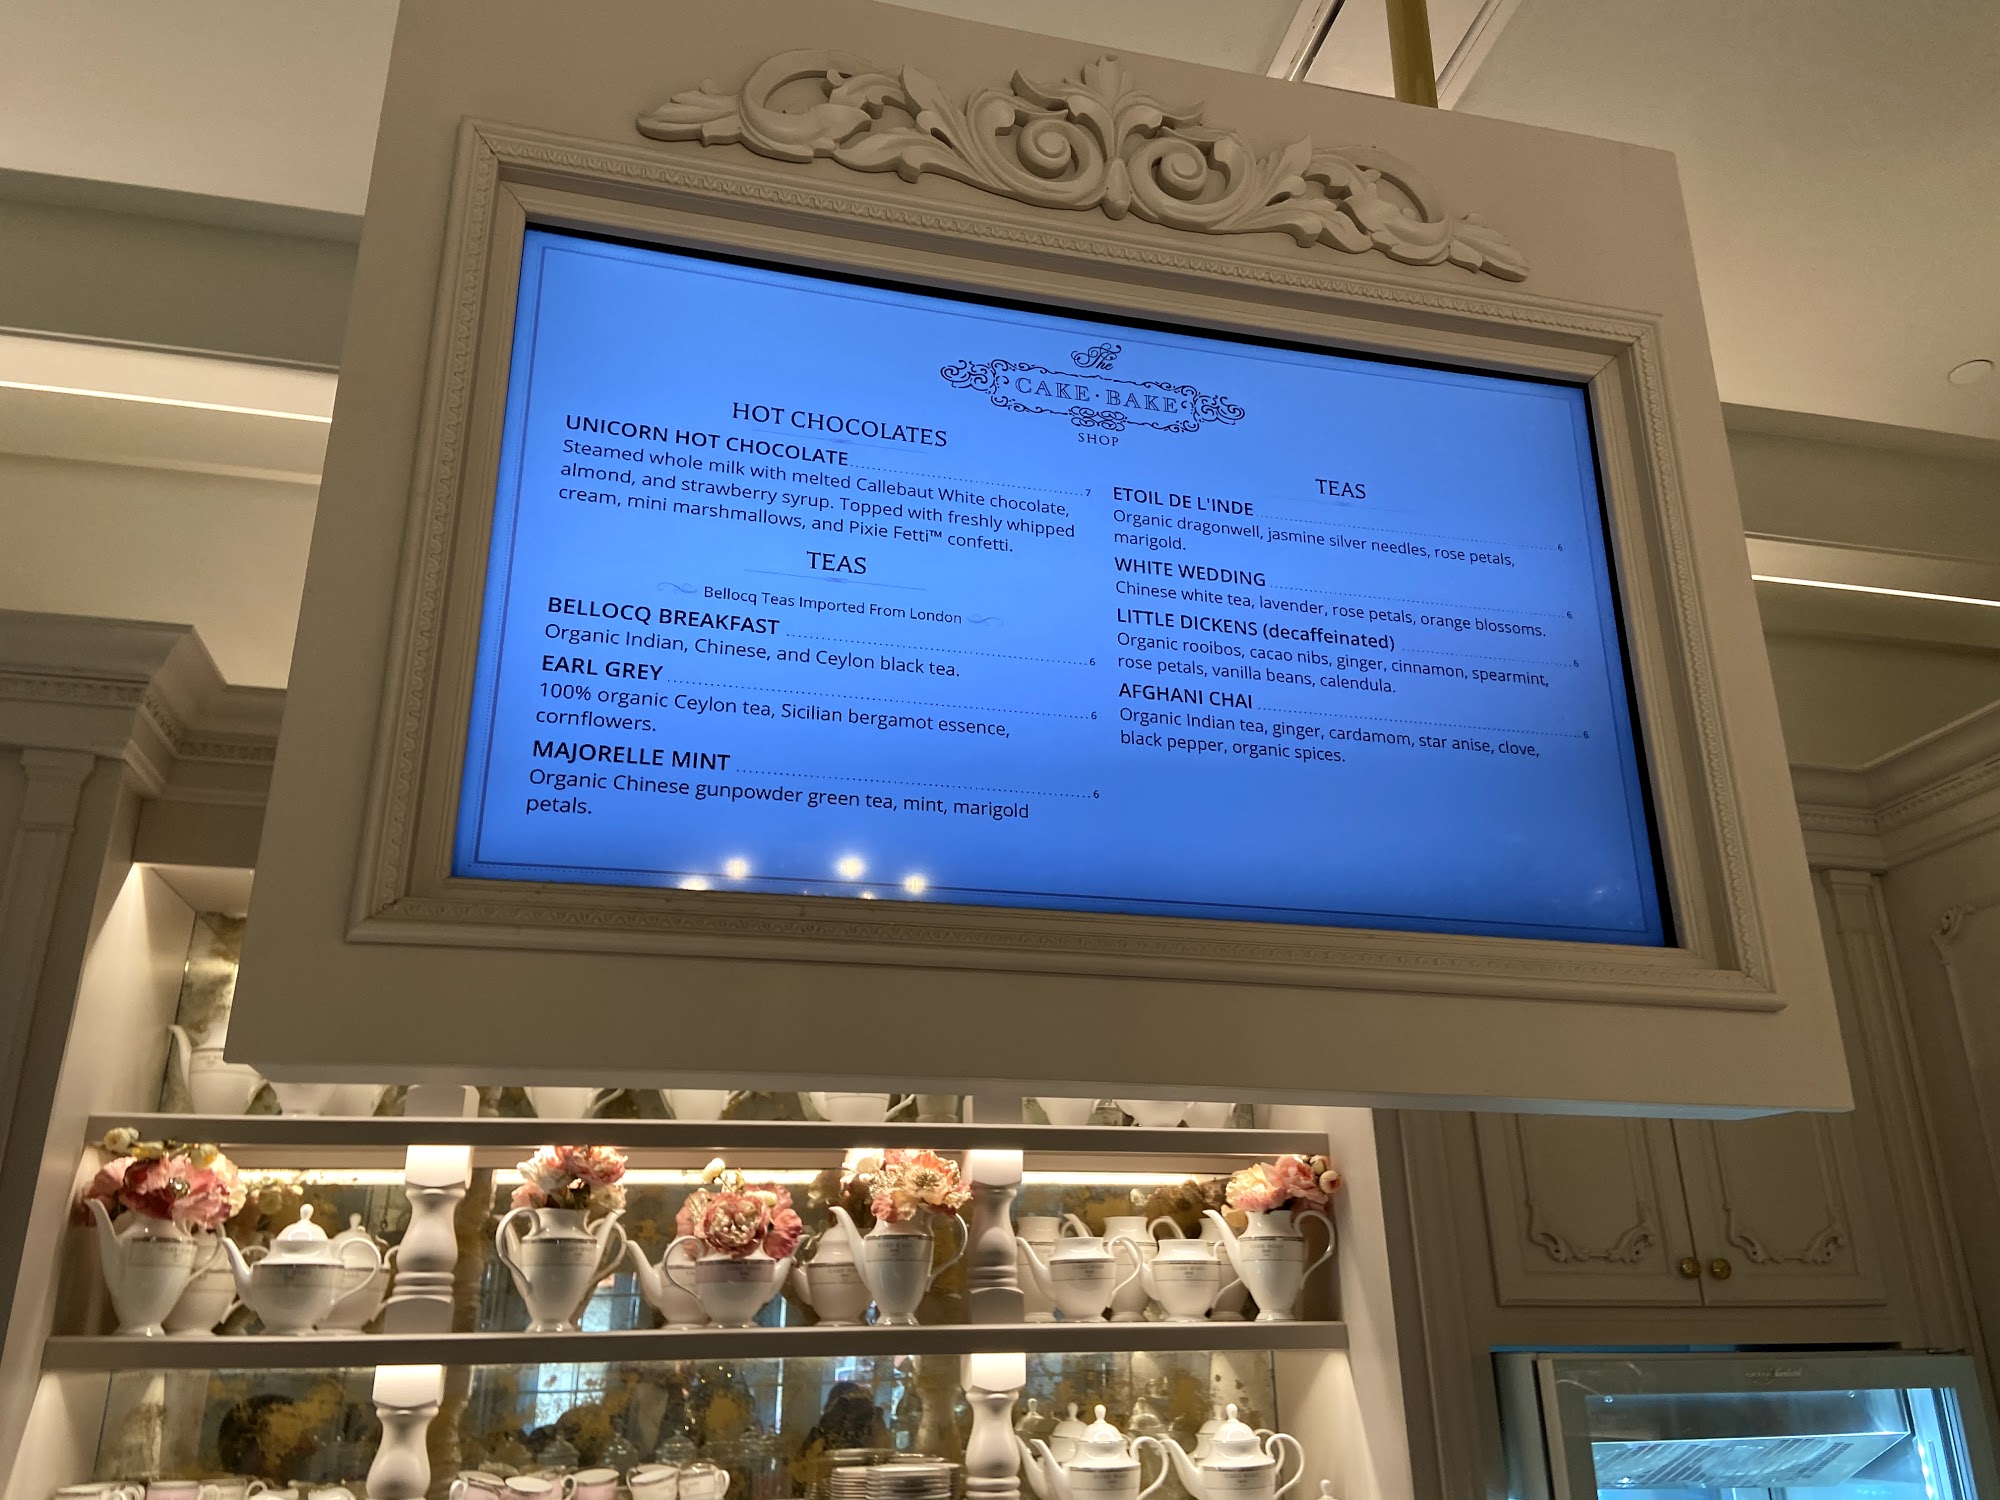 The
CAKE · BAKE
SHOP
HOT CHOCOLATES
UNICORN HOT CHOCOLATE 7
Steamed whole milk with melted Callebaut White chocolate,
almond, and strawberry syrup. Topped with freshly whipped
cream, mini marshmallows, and Pixie Fetti™ confetti.
TEAS
Bellocq Teas Imported From London
BELLOCQ BREAKFAST 6
Organic Indian, Chinese, and Ceylon black tea.
EARL GREY 6
100% organic Ceylon tea, Sicilian bergamot essence,
cornflowers.
MAJORELLE MINT 6
Organic Chinese gunpowder green tea, mint, marigold
petals.
TEAS
ETOIL DE L'INDE 6
Organic dragonwell, jasmine silver needles, rose petals,
marigold.
WHITE WEDDING 6
Chinese white tea, lavender, rose petals, orange blossoms.
LITTLE DICKENS (decaffeinated) 6
Organic rooibos, cacao nibs, ginger, cinnamon, spearmint,
rose petals, vanilla beans, calendula.
AFGHANI CHAI 6
Organic Indian tea, ginger, cardamom, star anise, clove,
black pepper, organic spices.